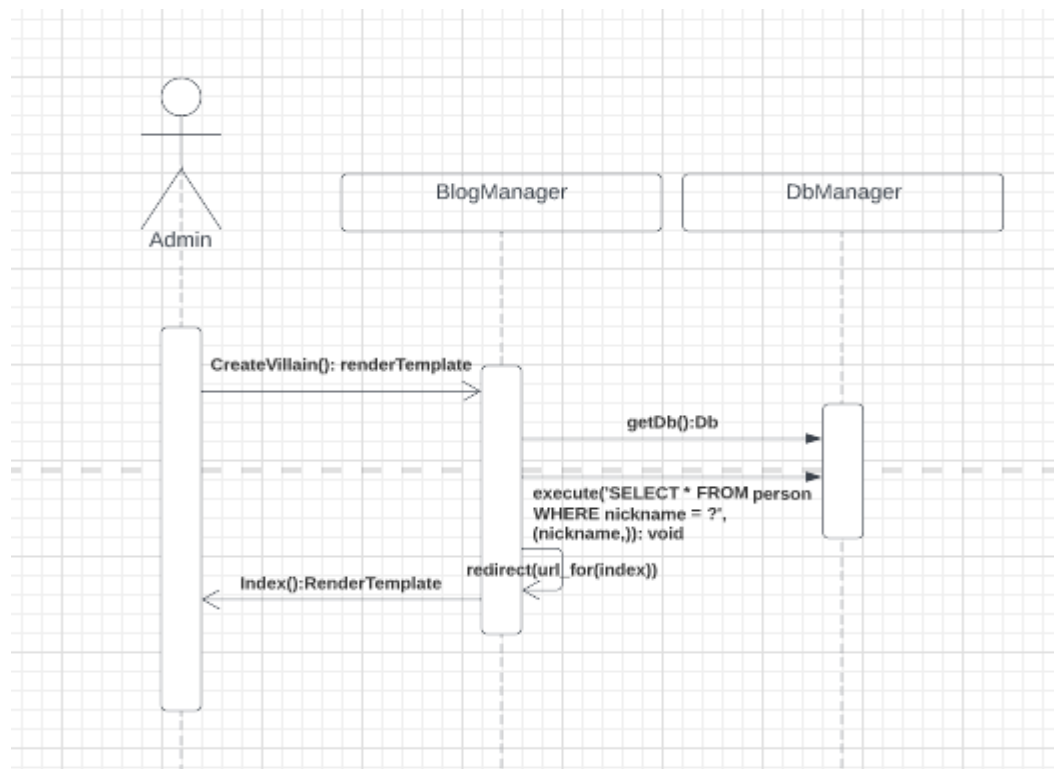 Admin
BlogManager
DbManager
CreateVillain(): renderTemplate
getDb():Db
execute('SELECT * FROM person
WHERE nickname = ?',
(nickname,)): void
redirect(url_for(index))
Index():RenderTemplate